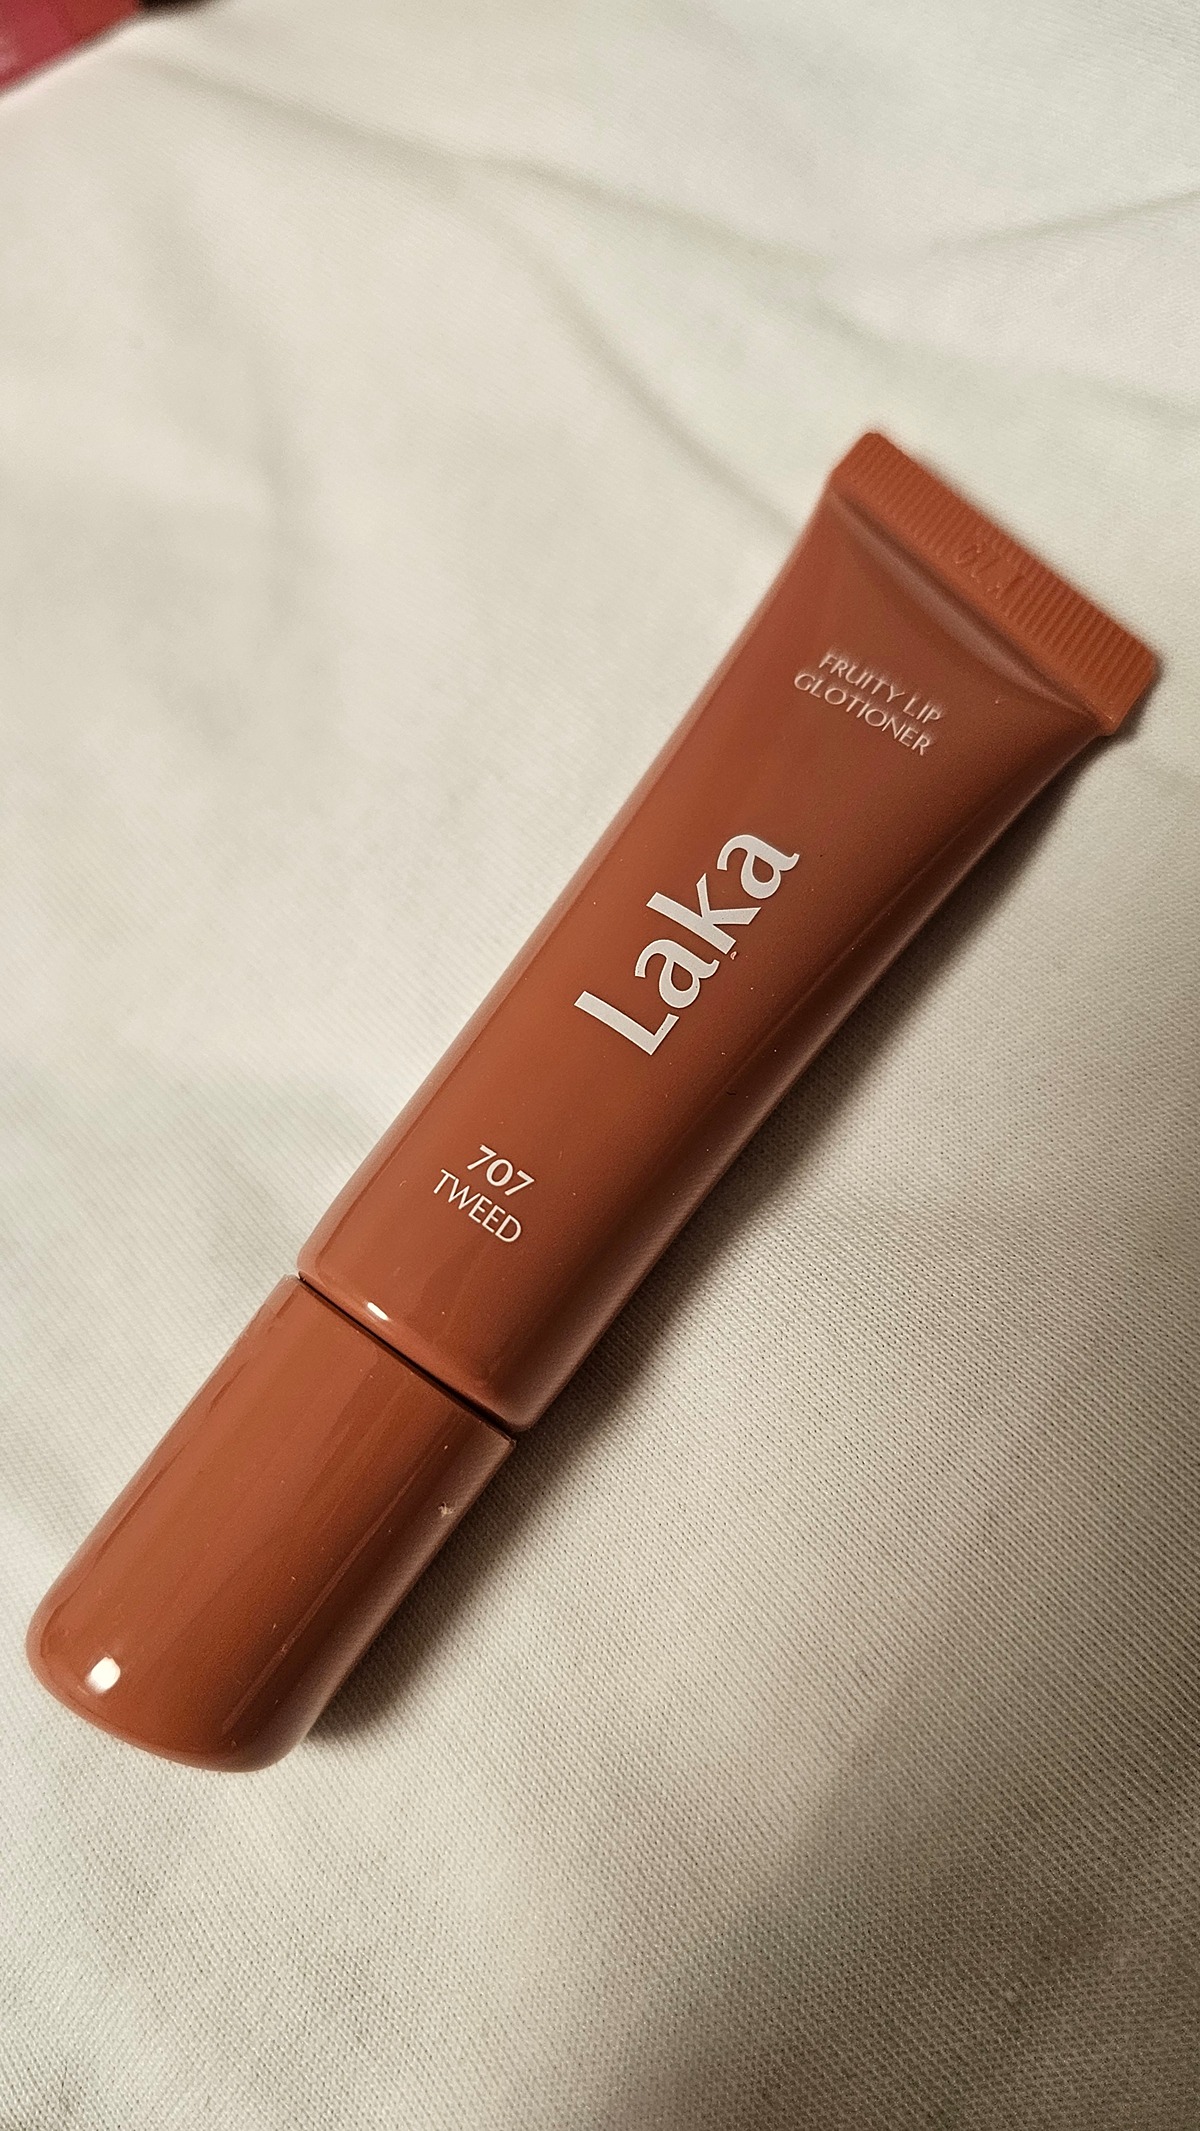 FRUITY LIP
GLOTIONER
Laka
707
TWEED